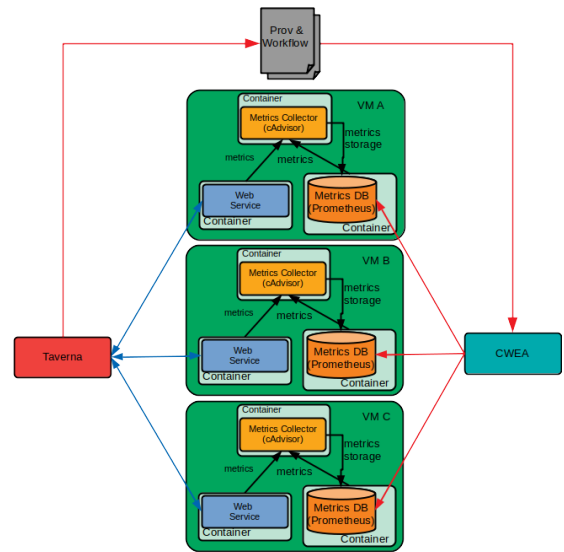 Prov &
Workflow
Container
VM A
Metrics Collector
(cAdvisor)
metrics
storage
metrics
metrics
Web
Service
Container
Metrics DB
(Prometheus)
Container
Container
VM B
Metrics Collector
(cAdvisor)
metrics
storage
metrics
metrics
Web
Service
Container
Metrics DB
(Prometheus)
Container
Taverna
CWEA
Container
VM C
Metrics Collector
(cAdvisor)
metrics
storage
metrics
metrics
Web
Service
Container
Metrics DB
(Prometheus)
Container